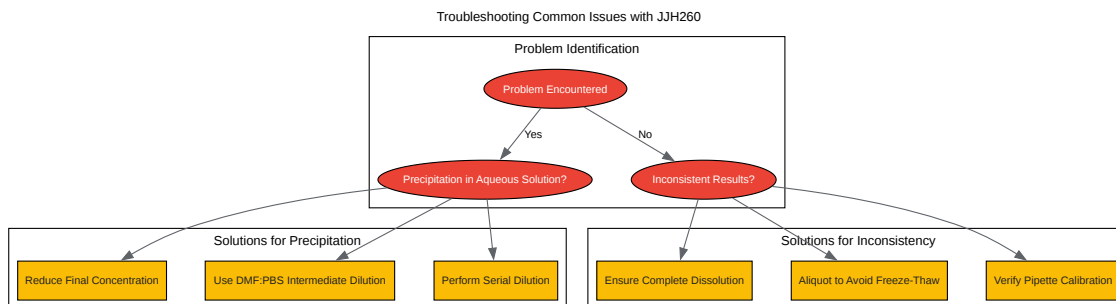 Troubleshooting Common Issues with JJH260
Problem Identification
Problem Encountered
Yes
No
Precipitation in Aqueous Solution?
Inconsistent Results?
Solutions for Precipitation
Solutions for Inconsistency
Reduce Final Concentration
Use DMF:PBS Intermediate Dilution
Perform Serial Dilution
Ensure Complete Dissolution
Aliquot to Avoid Freeze-Thaw
Verify Pipette Calibration